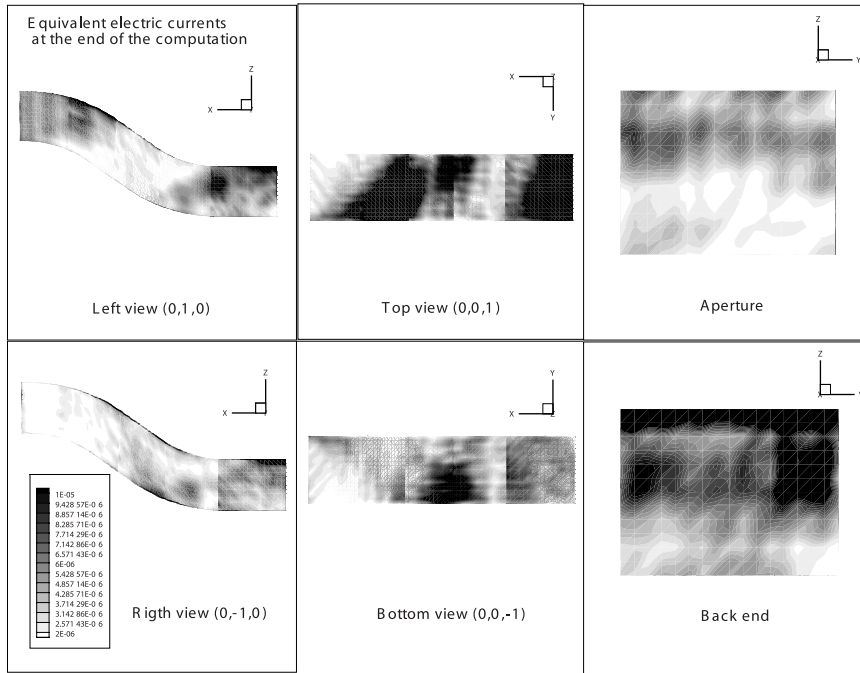 Equivalent electric currents
at the end of the computation
Z
X
Y
Left view (0,1,0)
X
Z
Y
Top view (0,0,1)
Z
X
Y
Aperture
Z
X
Y
Rigth view (0,-1,0)
1E-05
9.428 57E-0 6
8.857 14E-0 6
8.285 71E-0 6
7.714 29E-0 6
7.142 86E-0 6
6.571 43E-0 6
6E-06
5.428 57E-0 6
4.857 14E-0 6
4.285 71E-0 6
3.714 29E-0 6
3.142 86E-0 6
2.571 43E-0 6
2E-06
Y
X
Z
Bottom view (0,0,-1)
Z
X
Y
Back end